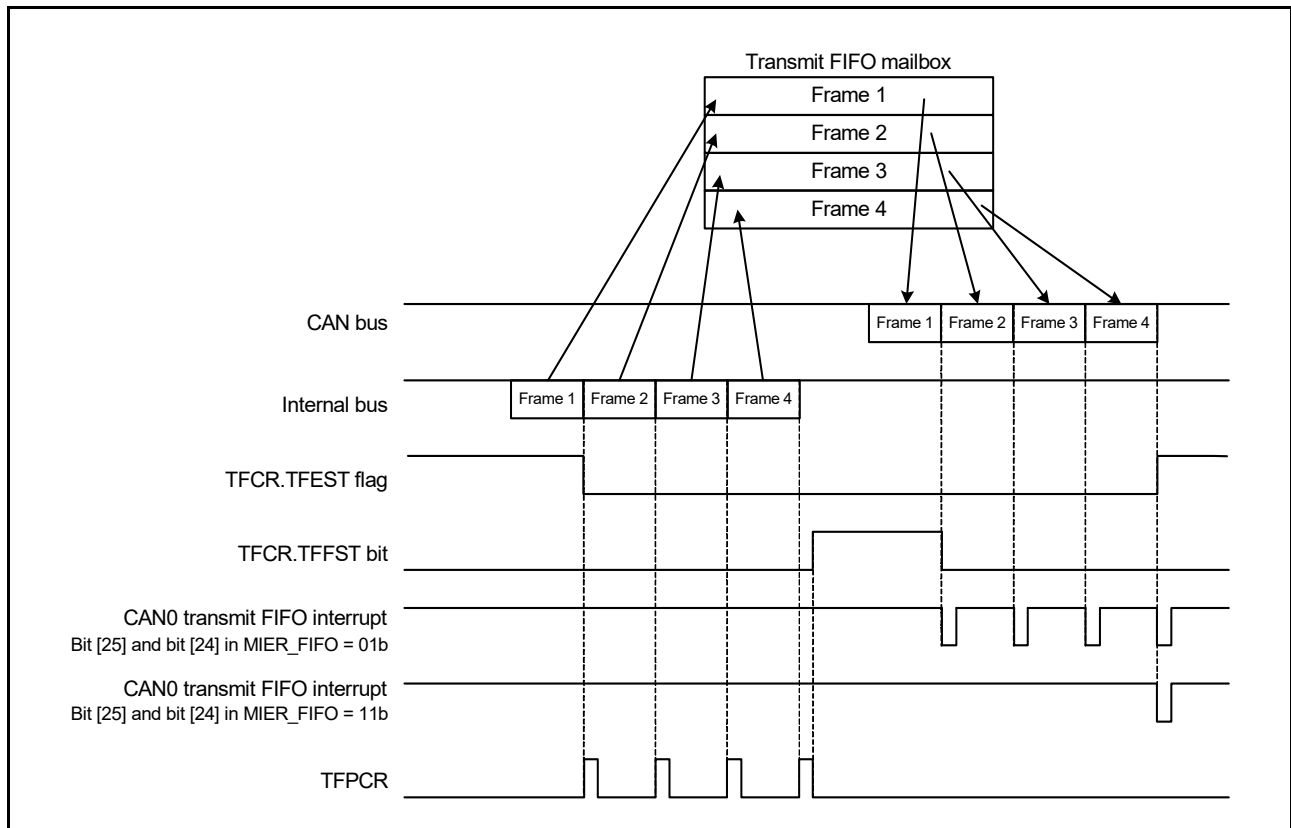 Transmit FIFO mailbox
Frame 1
Frame 2
Frame 3
Frame 4
CAN bus
Frame 1 Frame 2 Frame 3 Frame 4
Internal bus
Frame 1 Frame 2 Frame 3 Frame 4
TFCR.TFEST flag
TFCR.TFFST bit
CAN0 transmit FIFO interrupt
Bit [25] and bit [24] in MIER_FIFO = 01b
CAN0 transmit FIFO interrupt
Bit [25] and bit [24] in MIER_FIFO = 11b
TFPCR